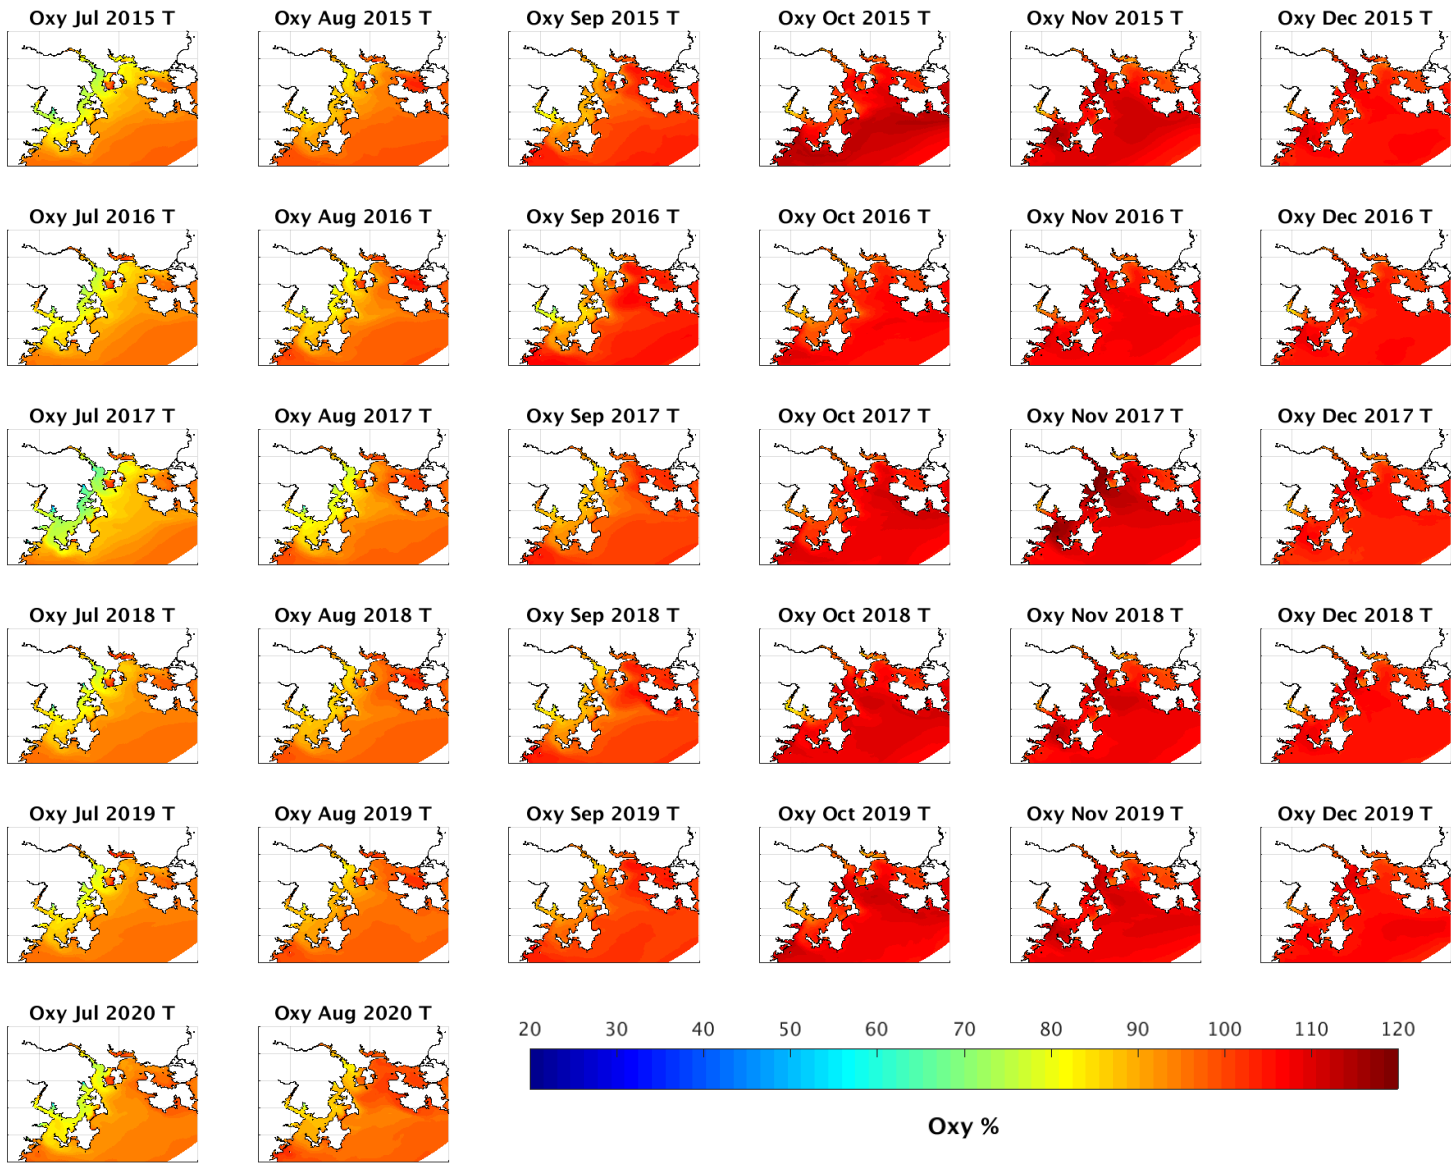 Oxy Jul 2015 T Oxy Aug 2015 T Oxy Sep 2015 T Oxy Oct 2015 T Oxy Nov 2015 T Oxy Dec 2015 T
Oxy Jul 2016 T Oxy Aug 2016 T Oxy Sep 2016 T Oxy Oct 2016 T Oxy Nov 2016 T Oxy Dec 2016 T
Oxy Jul 2017 T Oxy Aug 2017 T Oxy Sep 2017 T Oxy Oct 2017 T Oxy Nov 2017 T Oxy Dec 2017 T
Oxy Jul 2018 T Oxy Aug 2018 T Oxy Sep 2018 T Oxy Oct 2018 T Oxy Nov 2018 T Oxy Dec 2018 T
Oxy Jul 2019 T Oxy Aug 2019 T Oxy Sep 2019 T Oxy Oct 2019 T Oxy Nov 2019 T Oxy Dec 2019 T
Oxy Jul 2020 T Oxy Aug 2020 T
20 30 40 50 60 70 80 90 100 110 120
Oxy %